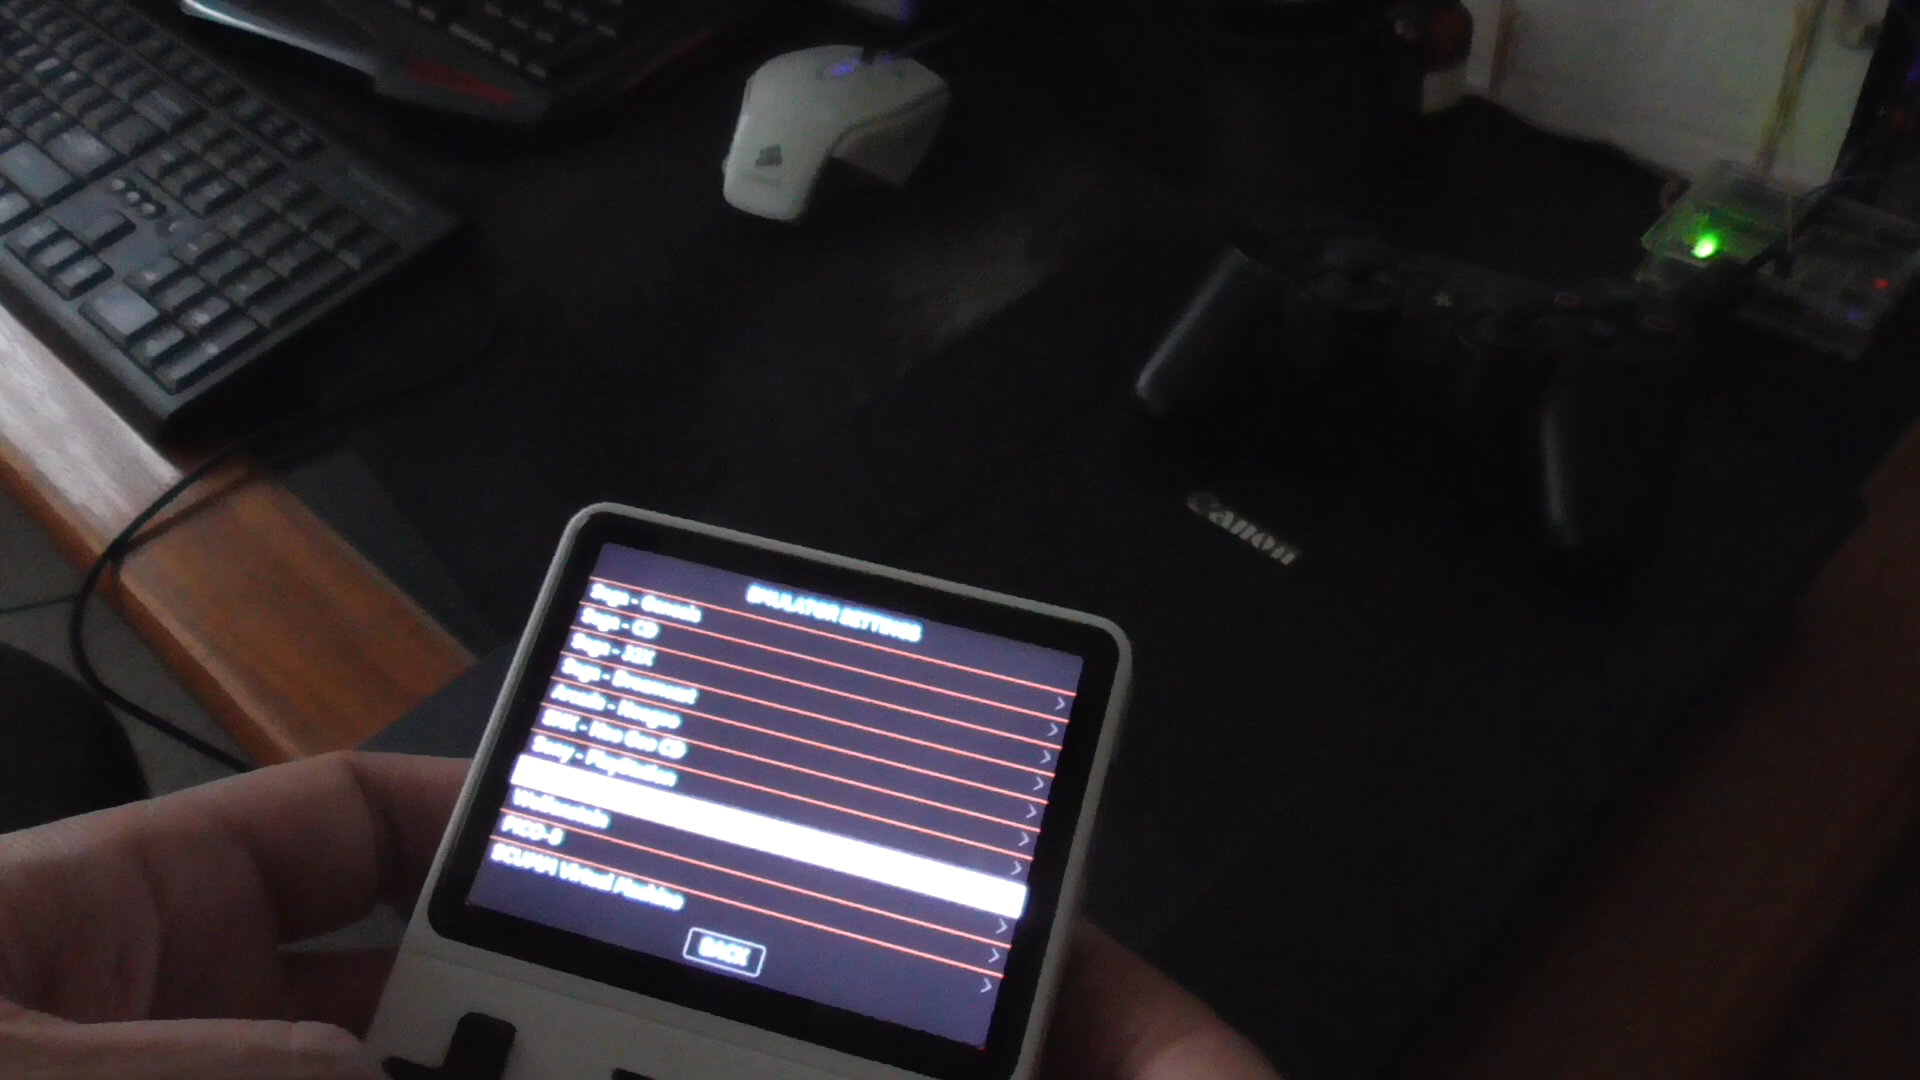 Canon
EMULATOR SETTINGS
Sega - Genesis
Sega - CD
Sega - 32X
Sega - Dreamcast
Arcade - Neogeo
SNK - Neo Geo CD
Sony - PlayStation
Wolfenstein
PICO-8
SCUMM Virtual Machine
BACK